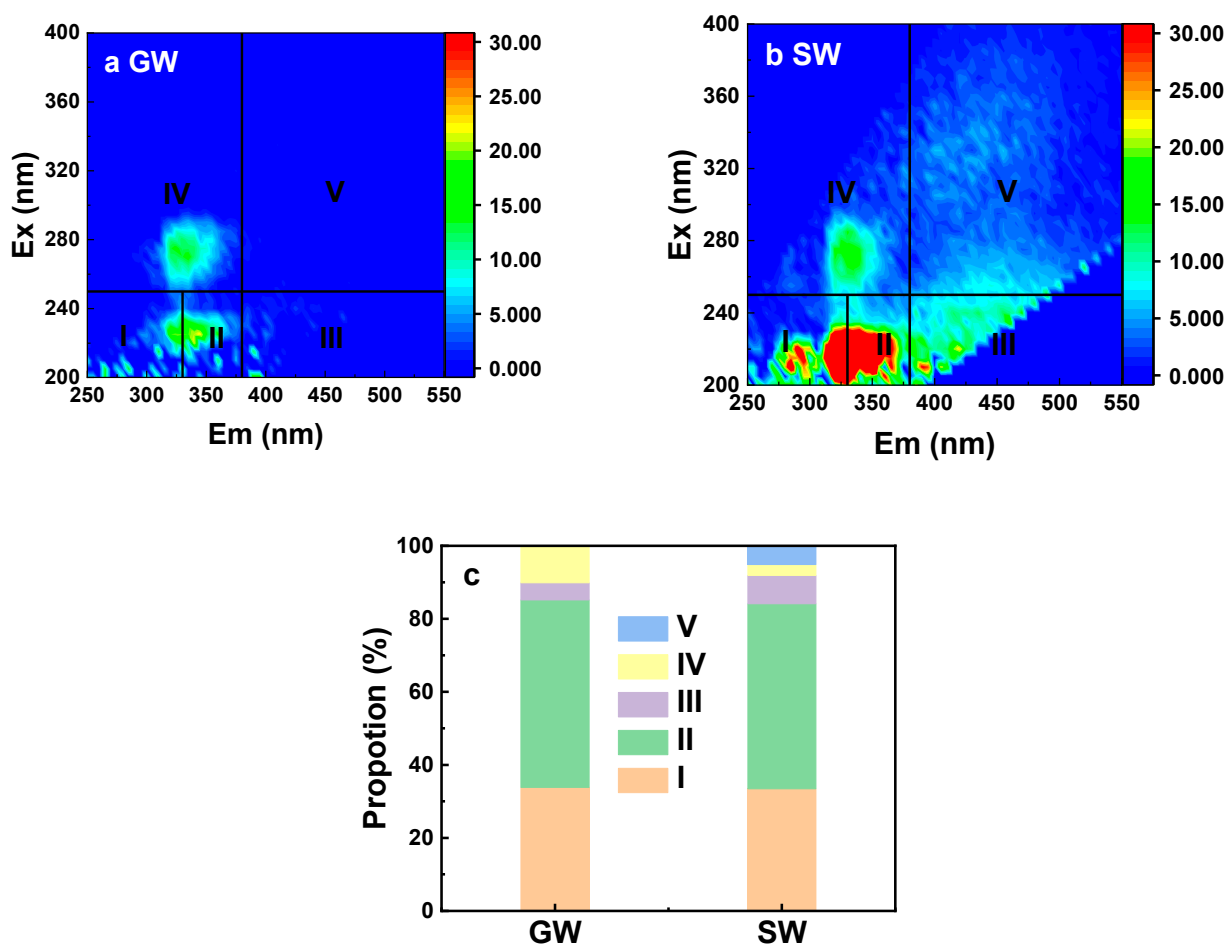 a GW
400
360
320
280
240
200
Ex (nm)
IV
V
I
II
III
250 300 350 400 450 500 550
Em (nm)
30.00
25.00
20.00
15.00
10.00
5.000
0.000
b SW
400
360
320
280
240
200
Ex (nm)
IV
V
I
II
III
250 300 350 400 450 500 550
Em (nm)
30.00
25.00
20.00
15.00
10.00
5.000
0.000
c
100
80
60
40
20
0
Propotion (%)
V
IV
III
II
I
GW SW